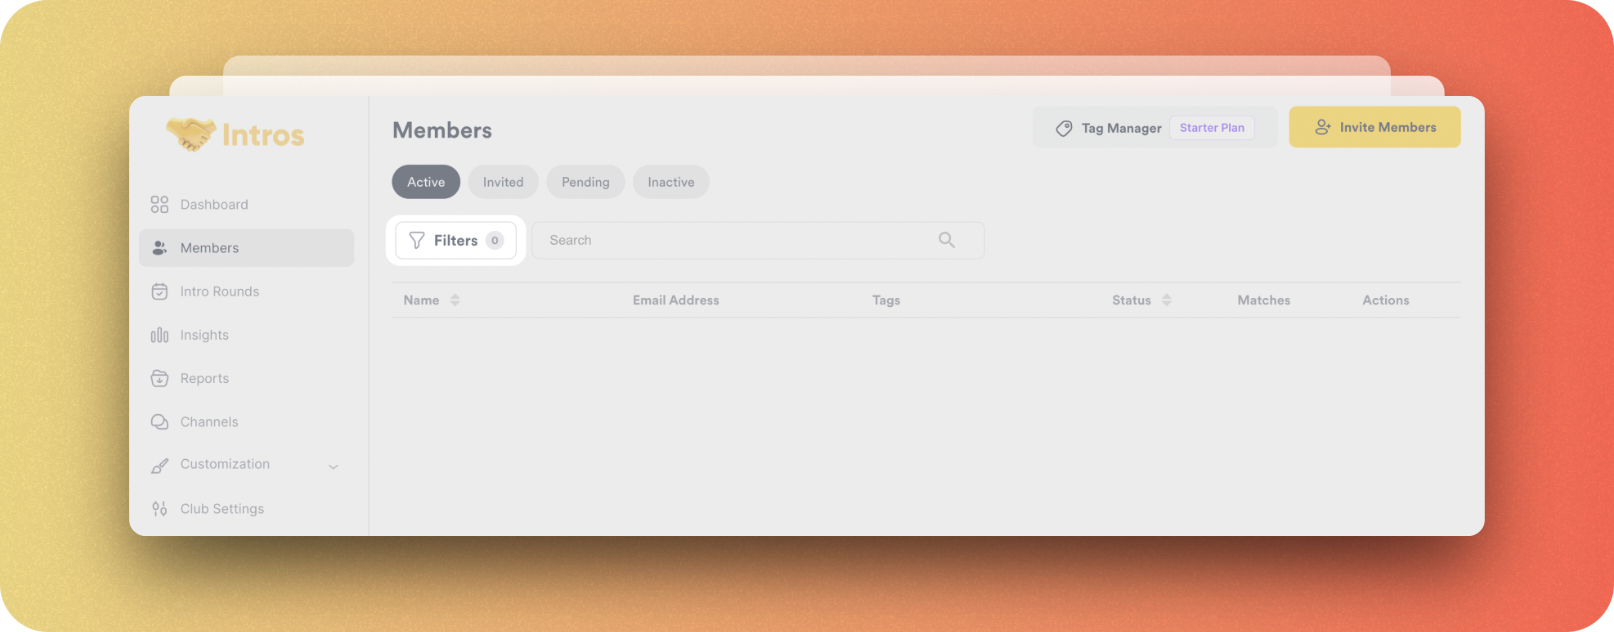 Intros
Dashboard
Members
Intro Rounds
Insights
Reports
Channels
Customization
Club Settings
Members
Tag Manager Starter Plan
Invite Members
Active Invited Pending Inactive
Filters 0 Search
Name Email Address Tags Status Matches Actions